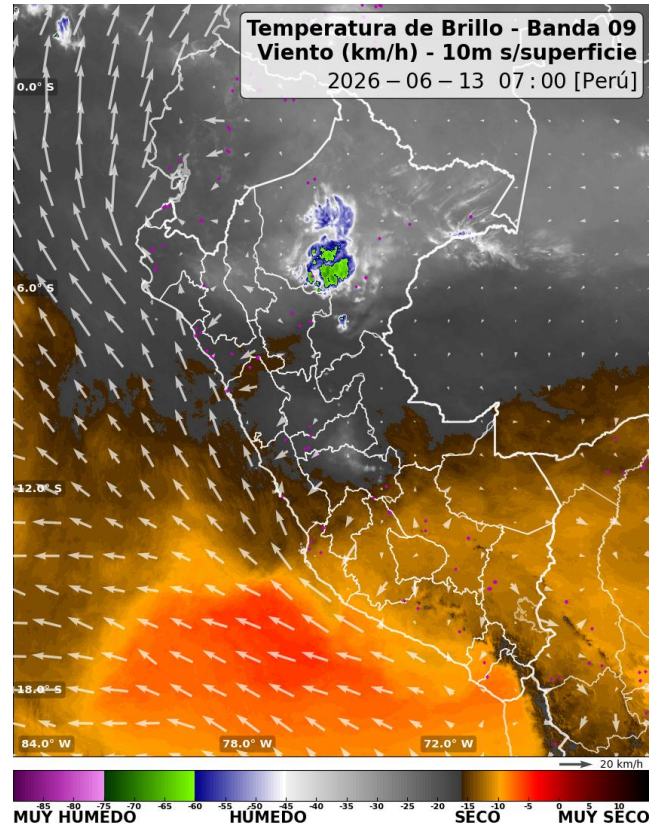 Temperatura de Brillo - Banda 09
Viento (km/h) - 10m s/superficie
2026-06-13 07:00 [Perú]
0.0° S
6.0° S
12.0° S
18.0° S
84.0° W
78.0° W
72.0° W
20 km/h
-85 -80 -75 -70 -65 -60 -55 -50 -45 -40 -35 -30 -25 -20 -15 -10 -5 0 5 10
MUY HÚMEDO HÚMEDO SECO MUY SECO